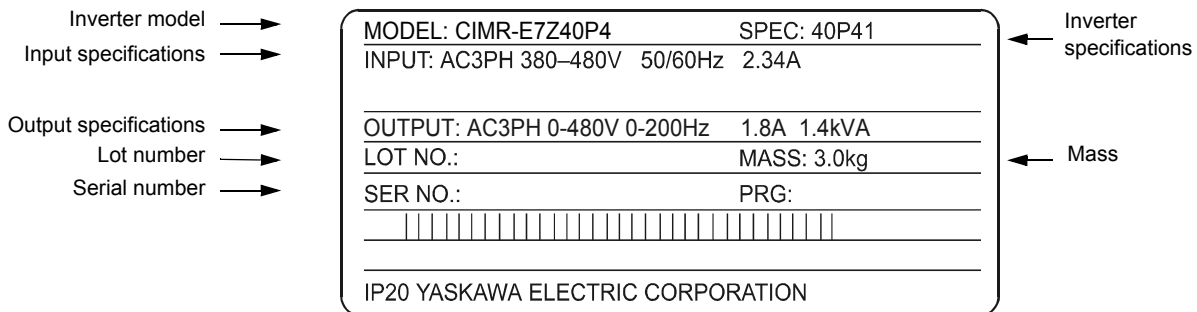 Inverter model
Input specifications
Output specifications
Lot number
Serial number
MODEL: CIMR-E7Z40P4 SPEC: 40P41
INPUT: AC3PH 380–480V 50/60Hz 2.34A
OUTPUT: AC3PH 0-480V 0-200Hz 1.8A 1.4kVA
LOT NO.: MASS: 3.0kg
SER NO.: PRG:
IP20 YASKAWA ELECTRIC CORPORATION
Inverter
specifications
Mass